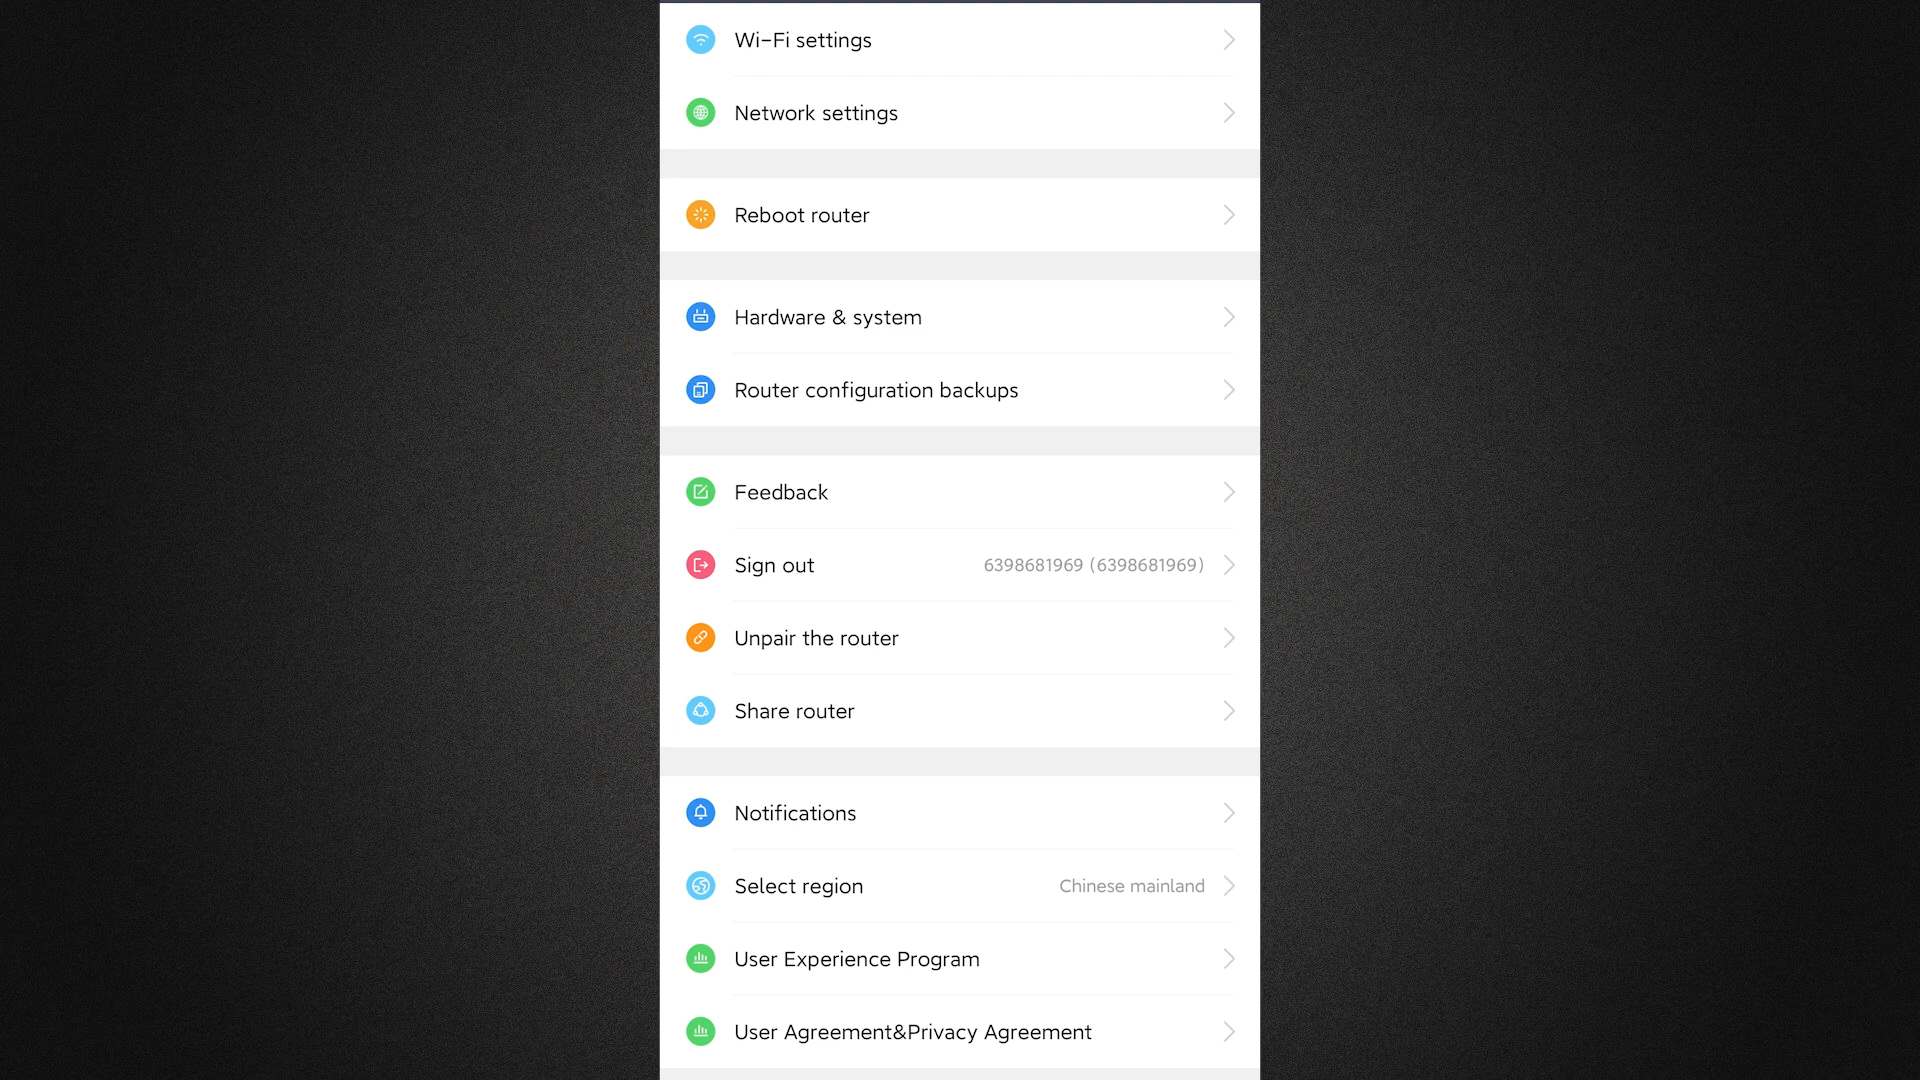 Wi-Fi settings
Network settings
Reboot router
Hardware & system
Router configuration backups
Feedback
Sign out 6398681969 (6398681969)
Unpair the router
Share router
Notifications
Select region Chinese mainland
User Experience Program
User Agreement&Privacy Agreement